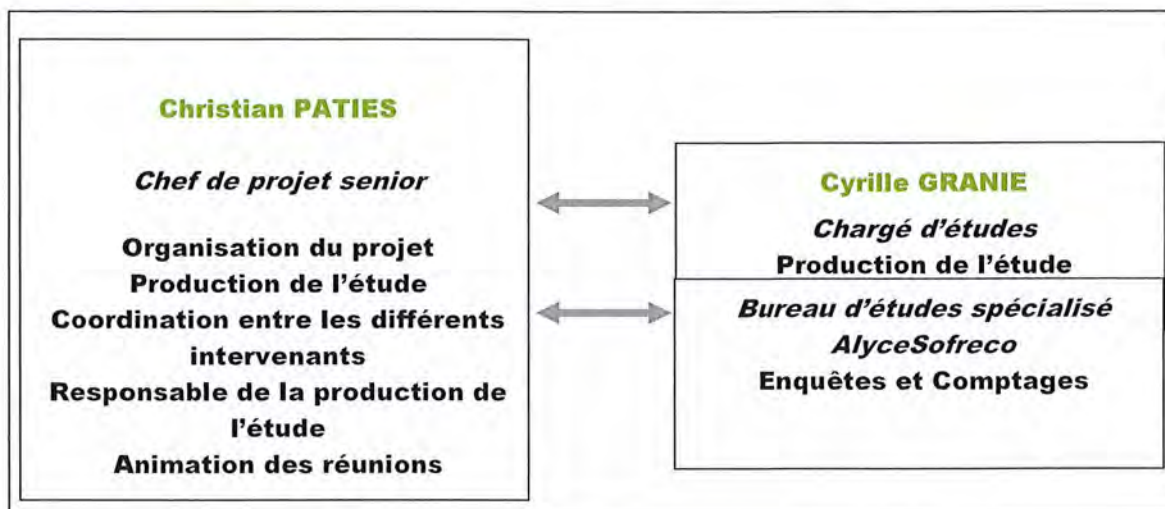 Christian PATIES
Chef de projet senior
Organisation du projet
Production de l'étude
Coordination entre les différents
intervenants
Responsable de la production de
l'étude
Animation des réunions
Cyrille GRANIE
Chargé d'études
Production de l'étude
Bureau d'études spécialisé
AlyceSofreco
Enquêtes et Comptages